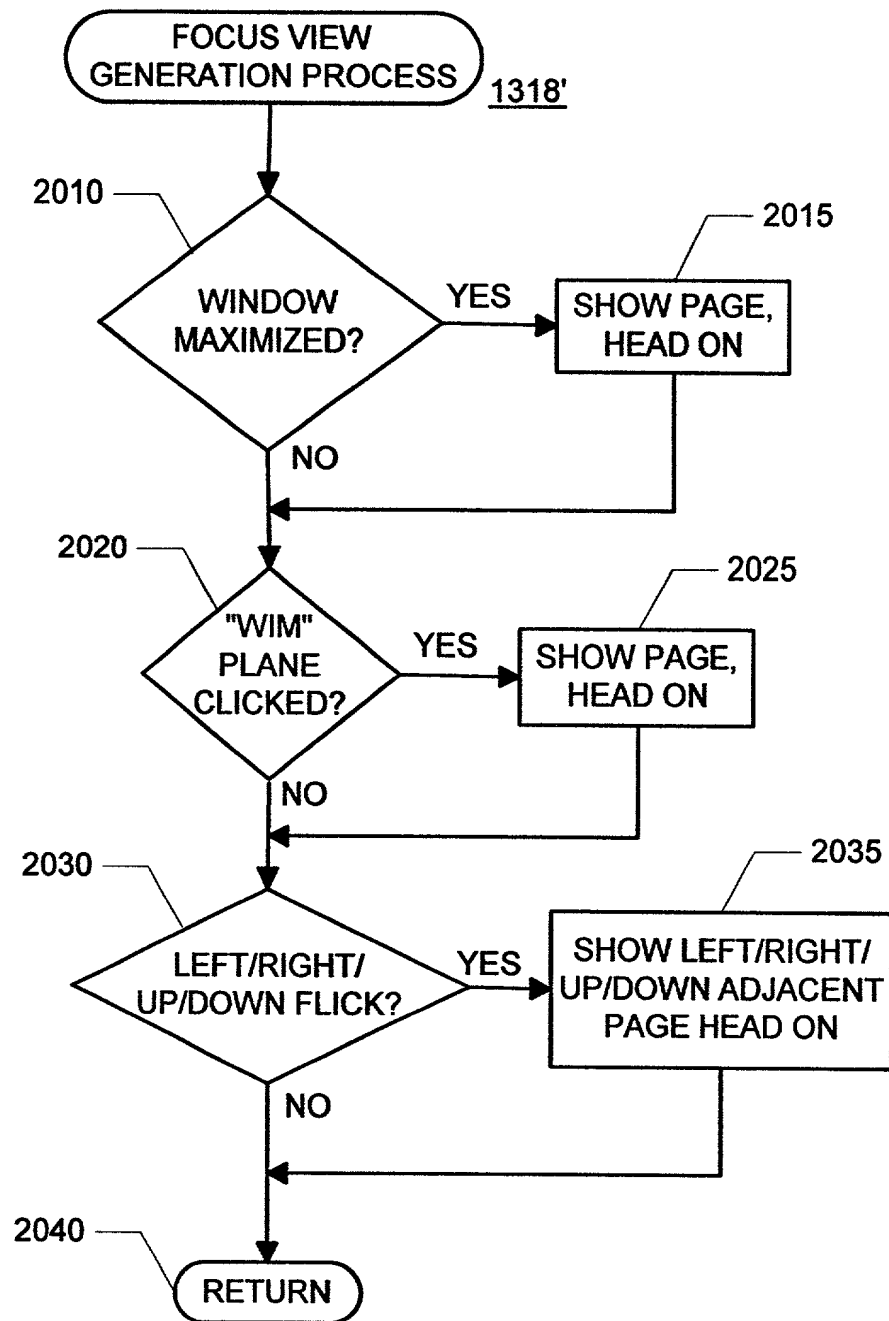 FOCUS VIEW
GENERATION PROCESS
1318'
2010
WINDOW
MAXIMIZED?
YES
2015
SHOW PAGE,
HEAD ON
NO
2020
"WIM"
PLANE
CLICKED?
YES
2025
SHOW PAGE,
HEAD ON
NO
2030
LEFT/RIGHT/
UP/DOWN FLICK?
YES
2035
SHOW LEFT/RIGHT/
UP/DOWN ADJACENT
PAGE HEAD ON
NO
2040
RETURN